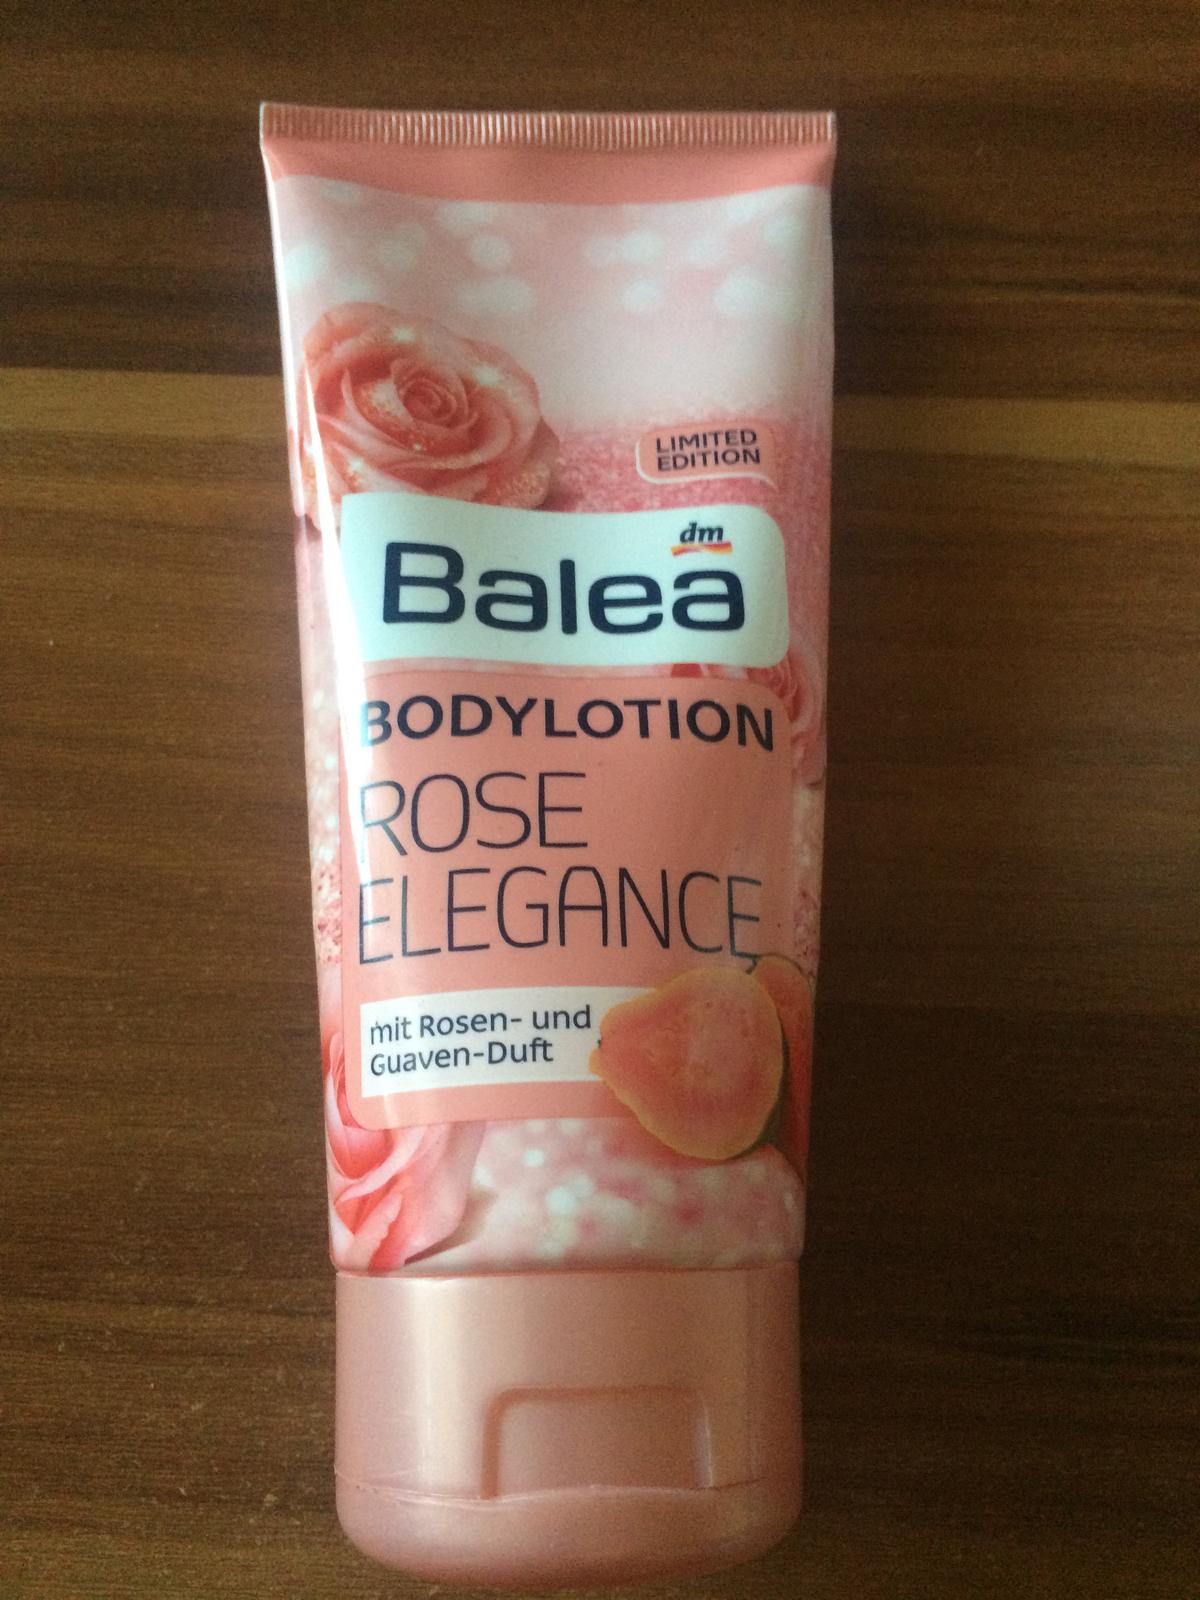 LIMITED
EDITION
dm
Balea
BODYLOTION
ROSE
ELEGANCE
mit Rosen- und
Guaven-Duft